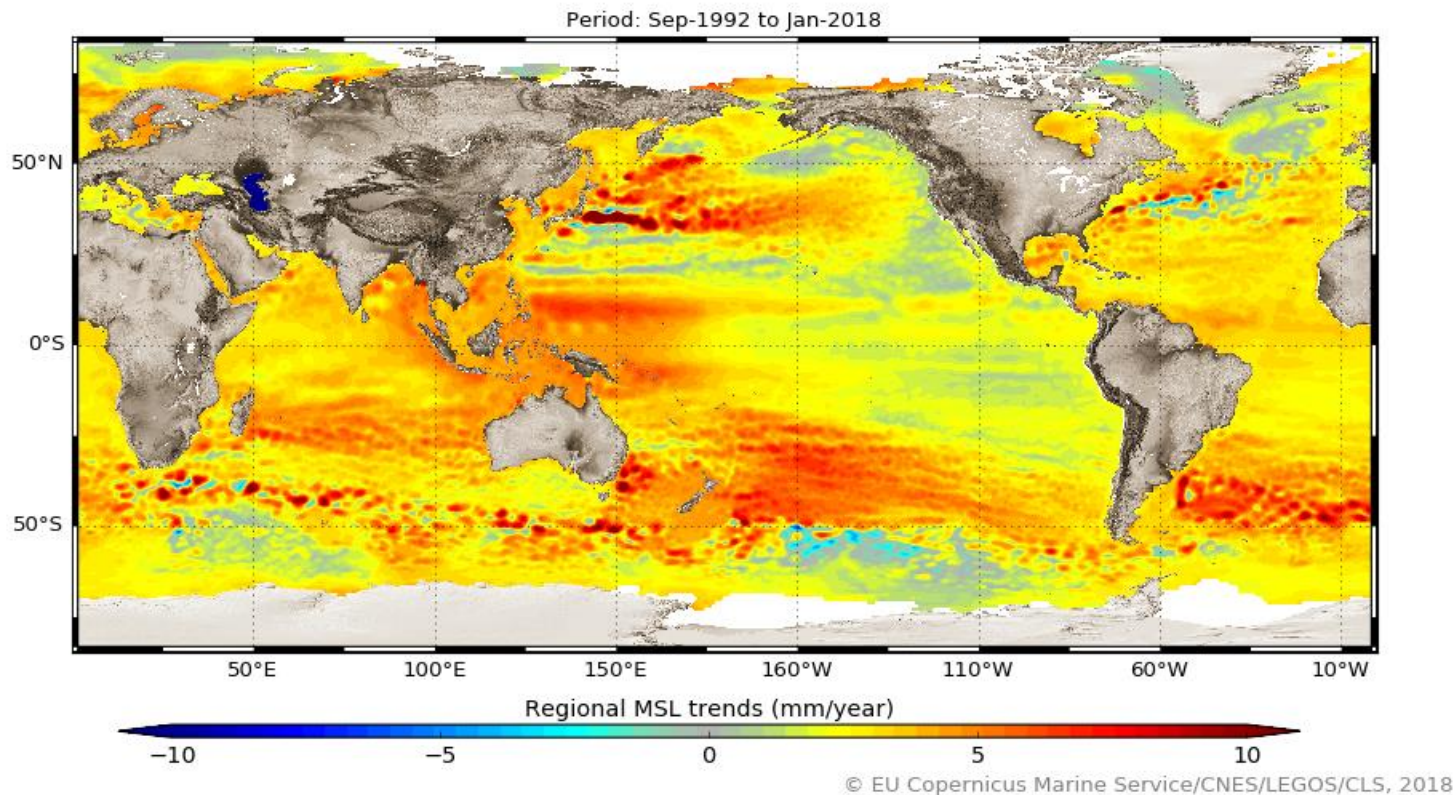 Period: Sep-1992 to Jan-2018
50°N
0°S
50°S
50°E 100°E 150°E 160°W 110°W 60°W 10°W
Regional MSL trends (mm/year)
−10 −5 0 5 10
© EU Copernicus Marine Service/CNES/LEGOS/CLS, 2018